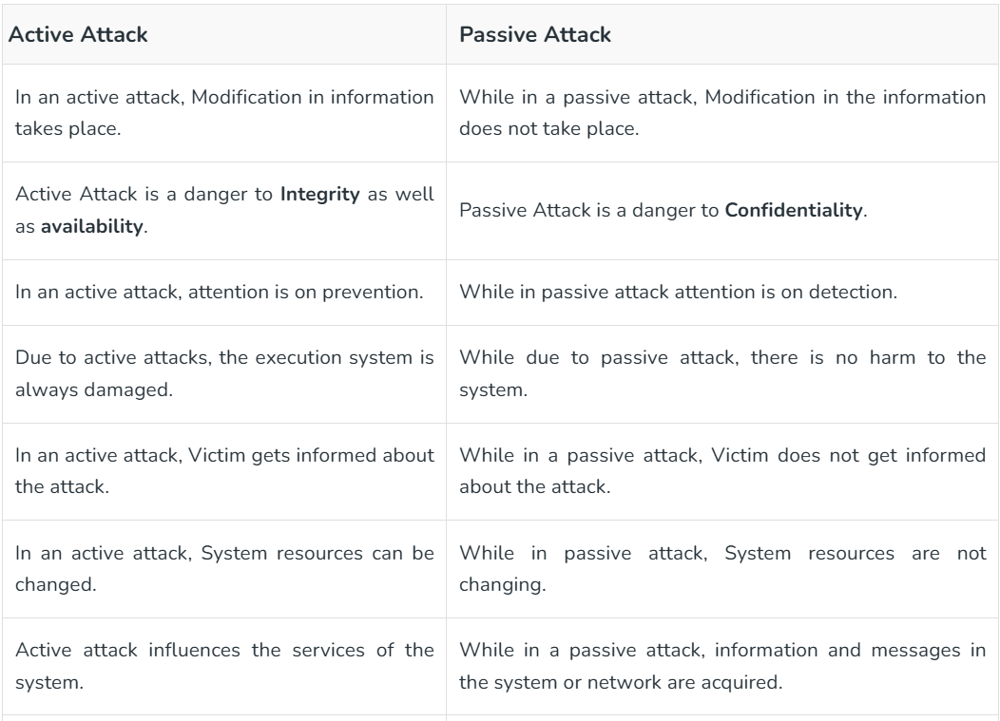 Active Attack
Passive Attack
In an active attack, Modification in information
takes place.
While in a passive attack, Modification in the information
does not take place.
Active Attack is a danger to Integrity as well
as availability.
Passive Attack is a danger to Confidentiality.
In an active attack, attention is on prevention.
While in passive attack attention is on detection.
Due to active attacks, the execution system is
always damaged.
While due to passive attack, there is no harm to the
system.
In an active attack, Victim gets informed about
the attack.
While in a passive attack, Victim does not get informed
about the attack.
In an active attack, System resources can be
changed.
While in passive attack, System resources are not
changing.
Active attack influences the services of the
system.
While in a passive attack, information and messages in
the system or network are acquired.